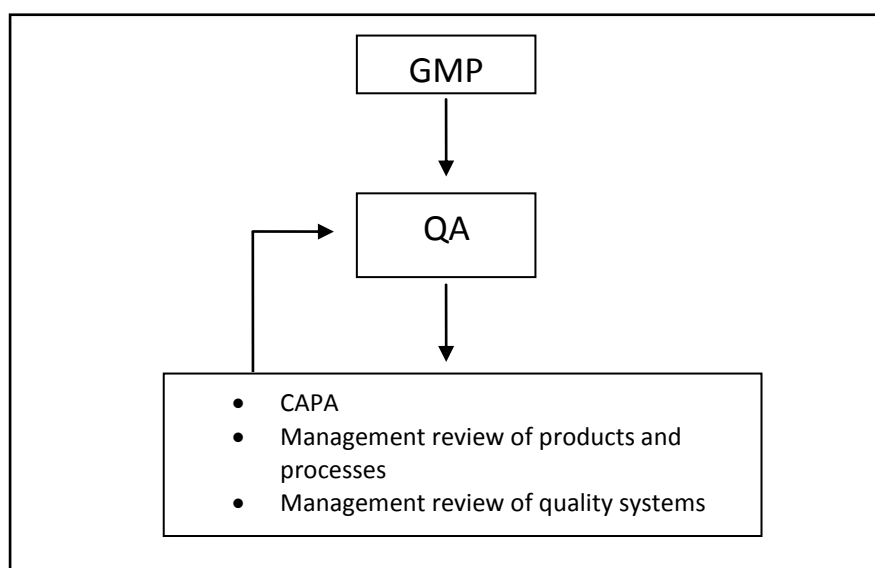 GMP
QA
• CAPA
• Management review of products and
processes
• Management review of quality systems